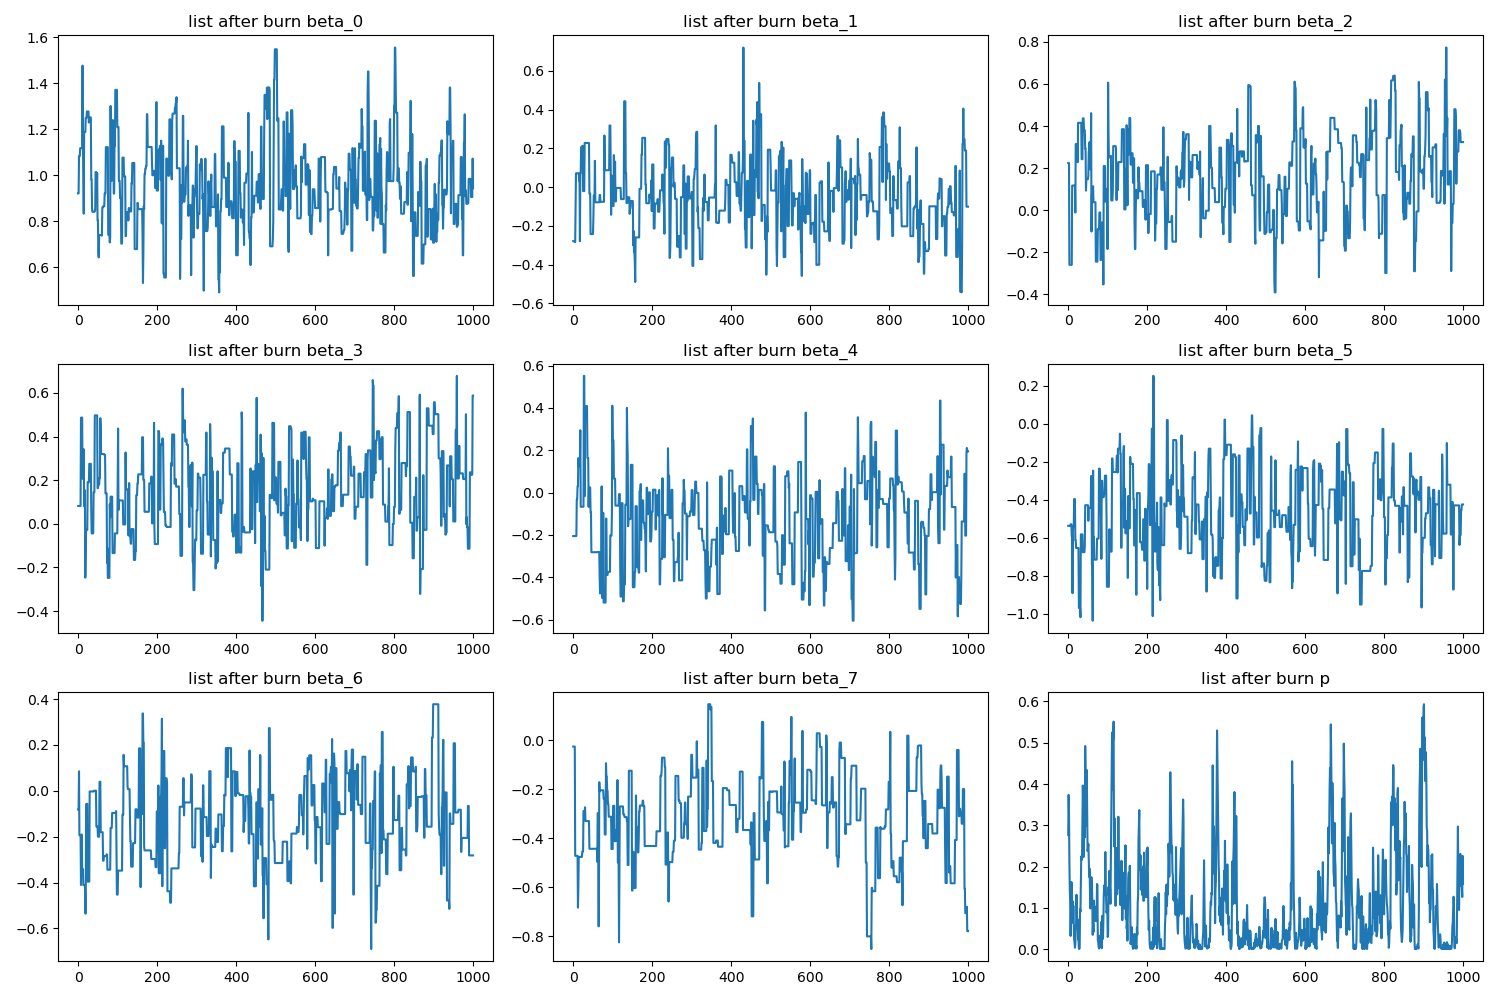 list after burn beta_0 list after burn beta_1 list after burn beta_2
1.6 1.4 1.2 1.0 0.8 0.6
0.6 0.4 0.2 0.0 −0.2 −0.4 −0.6
0.8 0.6 0.4 0.2 0.0 −0.2 −0.4
0 200 400 600 800 1000 0 200 400 600 800 1000 0 200 400 600 800 1000
list after burn beta_3 list after burn beta_4 list after burn beta_5
0.6 0.4 0.2 0.0 −0.2 −0.4
0.6 0.4 0.2 0.0 −0.2 −0.4 −0.6
0.2 0.0 −0.2 −0.4 −0.6 −0.8 −1.0
0 200 400 600 800 1000 0 200 400 600 800 1000 0 200 400 600 800 1000
list after burn beta_6 list after burn beta_7 list after burn p
0.4 0.2 0.0 −0.2 −0.4 −0.6
0.0 −0.2 −0.4 −0.6 −0.8
0.6 0.5 0.4 0.3 0.2 0.1 0.0
0 200 400 600 800 1000 0 200 400 600 800 1000 0 200 400 600 800 1000